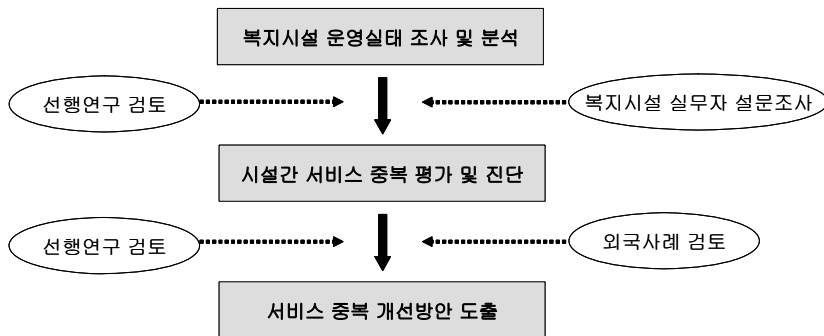 복지시설 운영실태 조사 및 분석
선행연구 검토
복지시설 실무자 설문조사
시설간 서비스 중복 평가 및 진단
선행연구 검토
외국사례 검토
서비스 중복 개선방안 도출